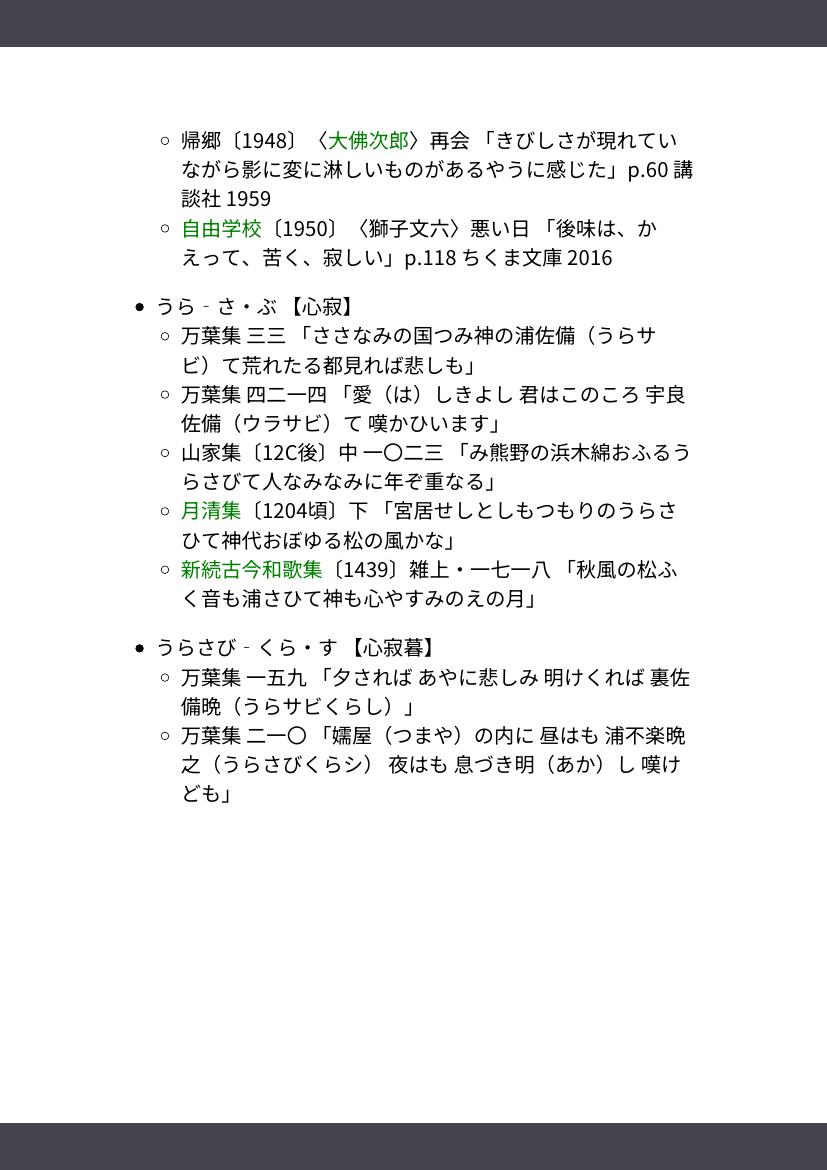 帰郷〔1948〕〈大佛次郎〉再会 「きびしさが現れてい
ながら影に変に淋しいものがあるやうに感じた」p.60 講
談社 1959
自由学校〔1950〕〈獅子文六〉悪い日 「後味は、か
えって、苦く、寂しい」p.118 ちくま文庫 2016
うら‐さ・ぶ 【心寂】
万葉集 三三 「ささなみの国つみ神の浦佐備（うらサ
ビ）て荒れたる都見れば悲しも」
万葉集 四二一四 「愛（は）しきよし 君はこのころ 宇良
佐備（ウラサビ）て 嘆かひいます」
山家集〔12C後〕中 一〇二三 「み熊野の浜木綿おふるう
らさびて人なみなみに年ぞ重なる」
月清集〔1204頃〕下 「宮居せしとしもつもりのうらさ
ひて神代おぼゆる松の風かな」
新続古今和歌集〔1439〕雑上・一七一八 「秋風の松ふ
く音も浦さひて神も心やすみのえの月」
うらさび‐くら・す 【心寂暮】
万葉集 一五九 「夕されば あやに悲しみ 明けくれば 裏佐
備晩（うらサビくらし）」
万葉集 二一〇 「嬬屋（つまや）の内に 昼はも 浦不楽晩
之（うらさびくらシ） 夜はも 息づき明（あか）し 嘆け
ども」